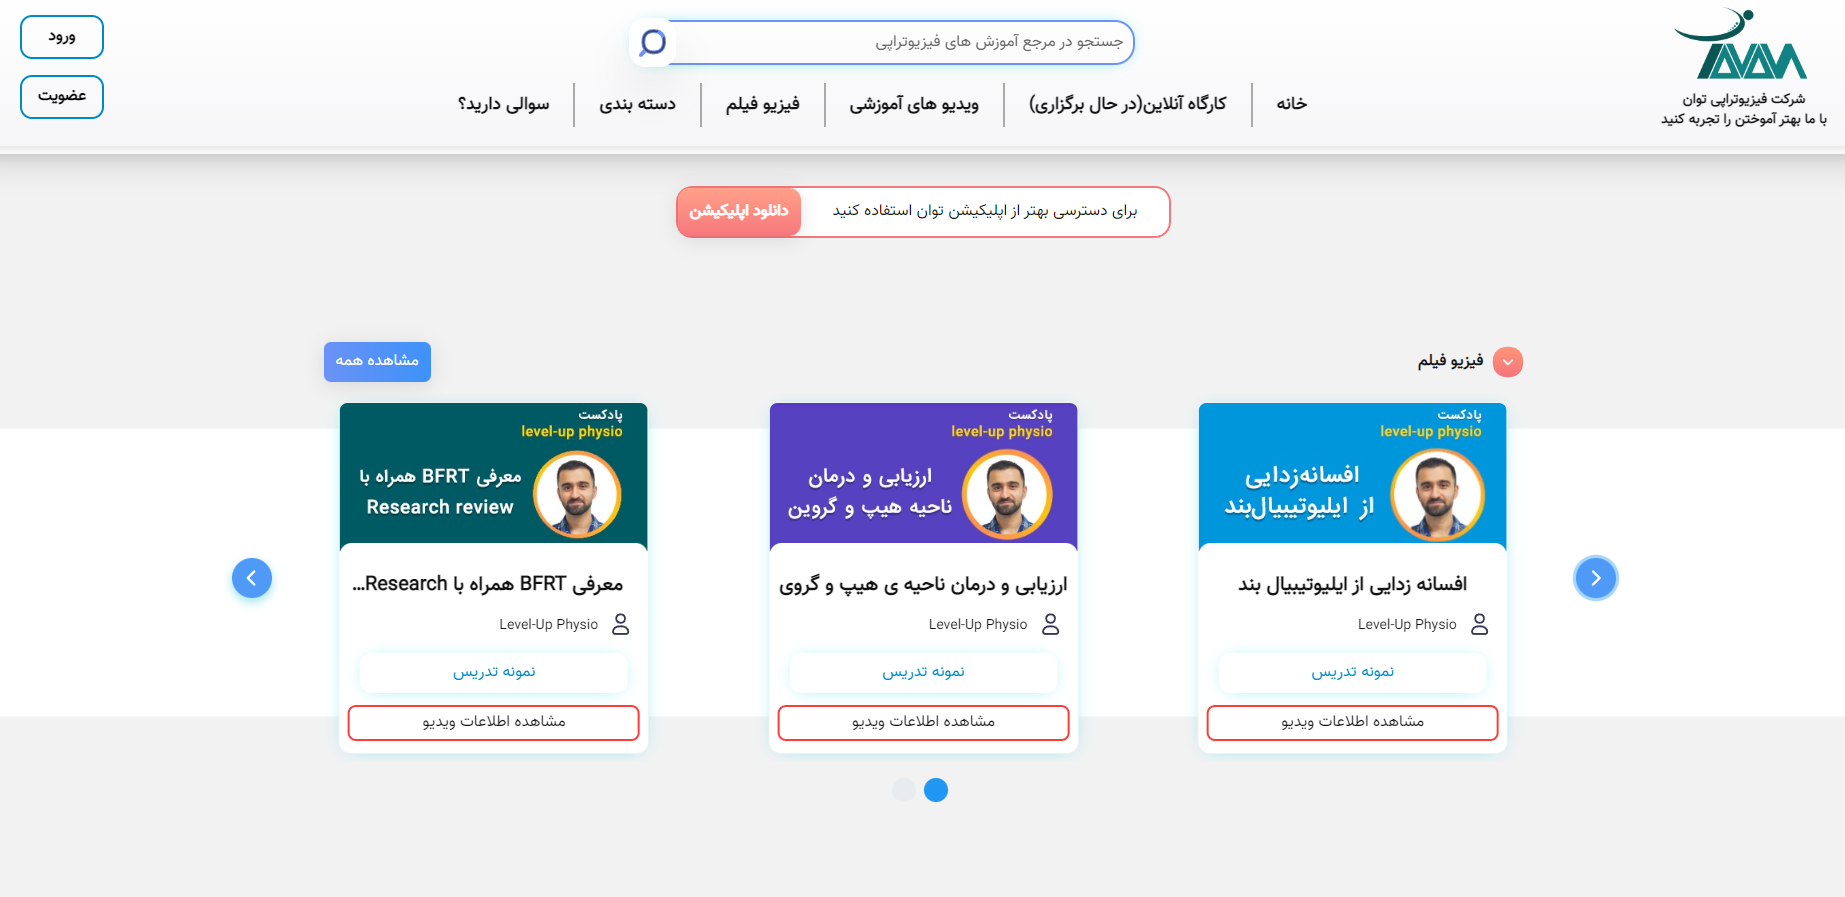 شرکت فیزیوتراپی توان
با ما بهتر آموختن را تجربه کنید
جستجو در مرجع آموزش های فیزیوتراپی
ورود
عضویت
خانه
کارگاه آنلاین(در حال برگزاری)
ویدیو های آموزشی
فیزیو فیلم
دسته بندی
سوالی دارید؟
برای دسترسی بهتر از اپلیکیشن توان استفاده کنید
دانلود اپلیکیشن
فیزیو فیلم
مشاهده همه
پادکست
level-up physio
افسانه‌زدایی
از ایلیوتیبیال‌بند
افسانه زدایی از ایلیوتیبیال بند
Level-Up Physio
نمونه تدریس
مشاهده اطلاعات ویدیو
پادکست
level-up physio
ارزیابی و درمان
ناحیه هیپ و گروین
ارزیابی و درمان ناحیه ی هیپ و گروی
Level-Up Physio
نمونه تدریس
مشاهده اطلاعات ویدیو
پادکست
level-up physio
معرفی BFRT همراه با
Research review
معرفی BFRT همراه با Research...
Level-Up Physio
نمونه تدریس
مشاهده اطلاعات ویدیو